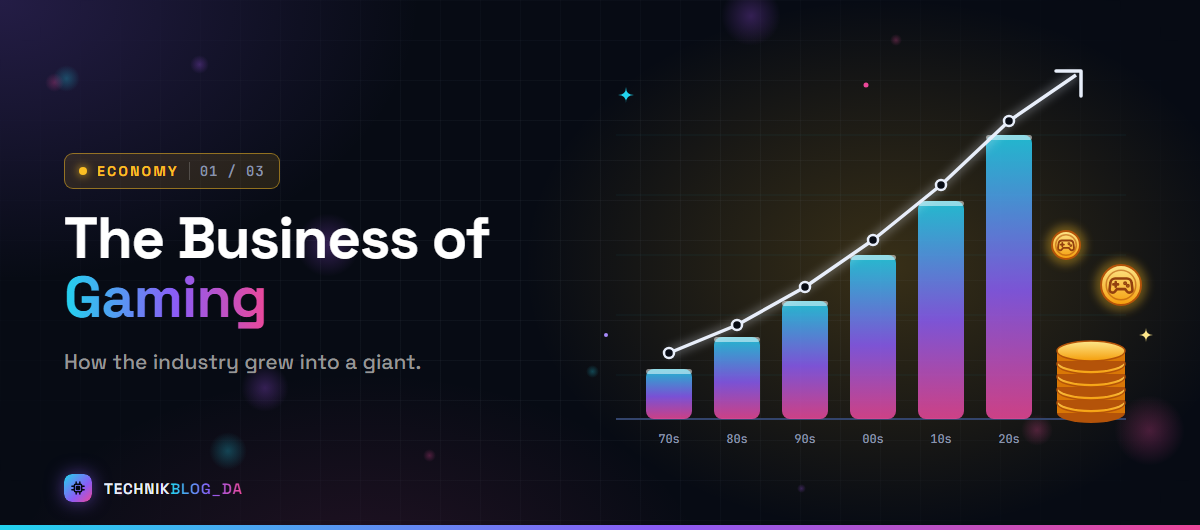 ECONOMY 01 / 03
The Business of
Gaming
How the industry grew into a giant.
70s 80s 90s 00s 10s 20s
TECHNIKBLOG_DA